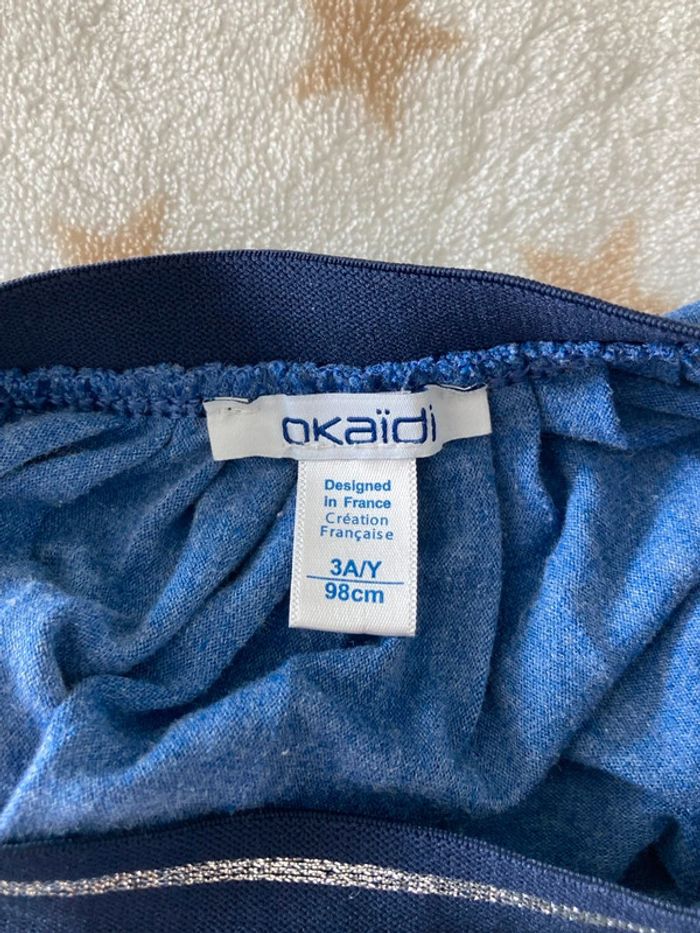 okaïdi
Designed
in France
Création
Française
3A/Y
98cm